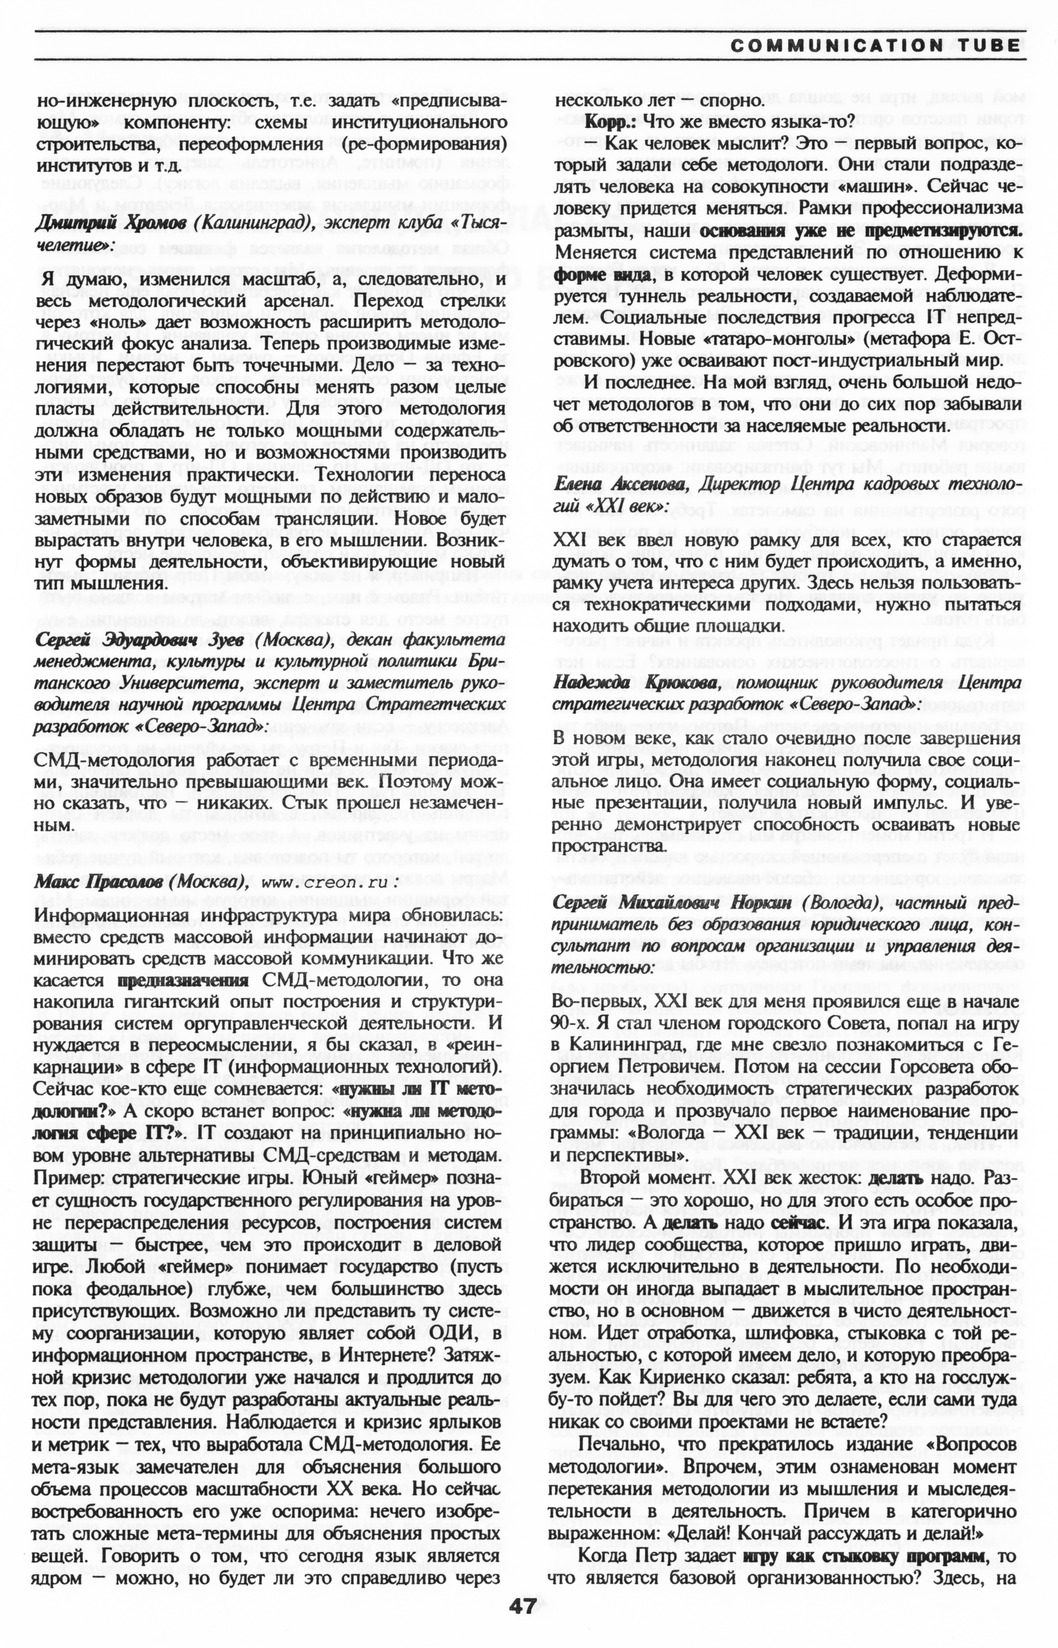 COMMUNICATION TUBE
но-инженерную плоскость, т.е. задать «предписыва-
ющую» компоненту: схемы институционального
строительства, переоформления (ре-формирования)
институтов и т.д.
Дмитрий Хромов (Калининград), эксперт клуба «Тыся-
челетие»:
Я думаю, изменился масштаб, а, следовательно, и
весь методологический арсенал. Переход стрелки
через «ноль» дает возможность расширить методоло-
гический фокус анализа. Теперь производимые изме-
нения перестают быть точечными. Дело — за техно-
логиями, которые способны менять разом целые
пласты действительности. Для этого методология
должна обладать не только мощными содержатель-
ными средствами, но и возможностями производить
эти изменения практически. Технологии переноса
новых образов будут мощными по действию и мало-
заметными по способам трасляции. Новое будет
вырастать внутри человека, в его мышлении. Возник-
нут формы деятельности, объективирующие новый
тип мышления.
Сергей Эдуардович Зуев (Москва), декан факультета
менеджмента, культуры и культурной политики Бри-
танского Университета, эксперт и заместитель руко-
водителя научной программы Центра Стратегтческих
разработок «Северо-Запад»:
СМД-методология работает с временными периода-
ми, значительно превышающими век. Поэтому мож-
но сказать, что — никаких. Стык прошел незамечен-
ным.
Макс Прасолов (Москва), www.creon.ru:
Информационная инфраструктура мира обновилась:
вместо средств массовой информации начинают до-
минировать средств массовой коммуникации. Что же
касается предназначения СМД-методологии, то она
накопила гигантский опыт построения и структури-
рования систем оргуправленческой деятельности. И
нуждается в переосмыслении, я бы сказал, в «реин-
карнации» в сфере IT (информационных технологий).
Сейчас кое-кто еще сомневается: «нужны ли IT мето-
дологии?» А скоро встанет вопрос: «нужна ли методо-
логия сфере IT?». IT создают на принципиально но-
вом уровне альтернативы СМД-средствам и методам.
Пример: стратегические игры. Юный «геймер» позна-
ет сущность государственного регулирования на уров-
не перераспределения ресурсов, построения систем
защиты — быстрее, чем это происходит в деловой
игре. Любой «геймер» понимает государство (пусть
пока феодальное) глубже, чем большинство здесь
присутствующих. Возможно ли представить ту систе-
му соорганизации, которую являет собой ОДИ, в
информационном пространстве, в Интернете? Затяж-
ной кризис методологии уже начался и продлится до
тех пор, пока не будут разработаны актуальные реаль-
ности представления. Наблюдается и кризис ярлыков
и метрик — тех, что выработала СМД-методология. Ее
мета-язык замечателен для объяснения большого
объема процессов масштабности XX века. Но сейчас
востребованность его уже оспорима: нечего изобре-
тать сложные мета-термины для объяснения простых
вещей. Говорить о том, что сегодня язык является
ядром — можно, но будет ли это справедливо через
несколько лет — спорно.
Корр.: Что же вместо языка-то?
— Как человек мыслит? Это — первый вопрос, ко-
торый задали себе методологи. Они стали подразде-
лять человека на совокупности «машин». Сейчас че-
ловеку придется меняться. Рамки профессионализма
размыты, наши основания уже не предметизируются.
Меняется система представлений по отношению к
форме вида, в которой человек существует. Деформи-
руется туннель реальности, создаваемой наблюдате-
лем. Социальные последствия прогресса IT непред-
ставимы. Новые «татаро-монголы» (метафора Е. Ост-
ровского) уже осваивают пост-индустриальный мир.
И последнее. На мой взгляд, очень большой недо-
чет методологов в том, что они до сих пор забывали
об ответственности за населяемые реальности.
Елена Аксенова, Директор Центра кадровых техноло-
гий «XXI век»:
XXI век ввел новую рамку для всех, кто старается
думать о том, что с ним будет происходить, а именно,
рамку учета интереса других. Здесь нельзя пользовать-
ся технократическими подходами, нужно пытаться
находить общие площадки.
Надежда Крюкова, помощник руководителя Центра
стратегических разработок «Северо-Запад»:
В новом веке, как стало очевидно после завершения
этой игры, методология наконец получила свое соци-
альное лицо. Она имеет социальную форму, социаль-
ные презентации, получила новый импульс. И уве-
ренно демонстрирует способность осваивать новые
пространства.
Сергей Михайлович Норкин (Вологда), частный пред-
приниматель без образования юридического лица, кон-
сультант по вопросам организации и управления дея-
тельностью:
Во-первых, XXI век для меня проявился еще в начале
90-х. Я стал членом городского Совета, попал на игру
в Калининград, где мне свезло познакомиться с Ге-
оргием Петровичем. Потом на сессии Горсовета обо-
значилась необходимость стратегических разработок
для города и прозвучало первое наименование про-
граммы: «Вологда — XXI век — традиции, тенденции
и перспективы».
Второй момент. XXI век жесток: делать надо. Раз-
бираться — это хорошо, но для этого есть особое про-
странство. А делать надо сейчас. И эта игра показала,
что лидер сообщества, которое пришло играть, дви-
жется исключительно в деятельности. По необходи-
мости он иногда выпадает в мыслительное простран-
ство, но в основном — движется в чисто деятельност-
ном. Идет отработка, шлифовка, стыковка с той ре-
альностью, с которой имеем дело, и которую преобра-
зуем. Как Кириенко сказал: ребята, а кто на госслуж-
бу-то пойдет? Вы для чего это делаете, если сами туда
никак со своими проектами не встаете?
Печально, что прекратилось издание «Вопросов
методологии». Впрочем, этим ознаменован момент
перетекания методологии из мышления и мыследея-
тельности в деятельность. Причем в категорично
выраженном: «Делай! Кончай рассуждать и делай!»
Когда Петр задает игру как стыковку программ, то
что является базовой организованностью? Здесь, на
47